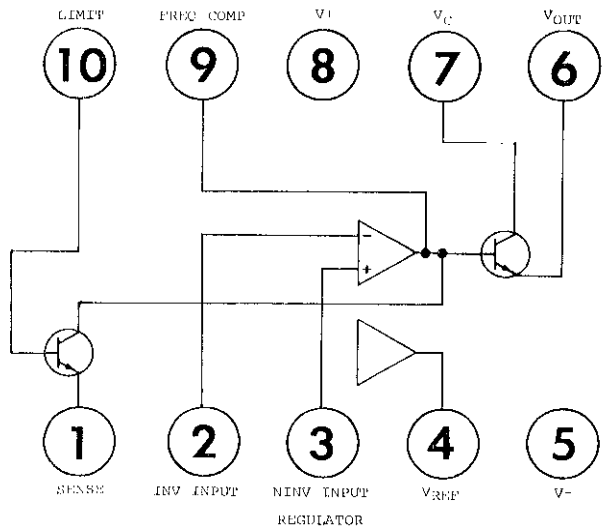 LIMIT FREQ COMP V+ VC VOUT
10 9 8 7 6
−
+
1 2 3 4 5
SENSE INV INPUT NINV INPUT VREF V−
REGULATOR